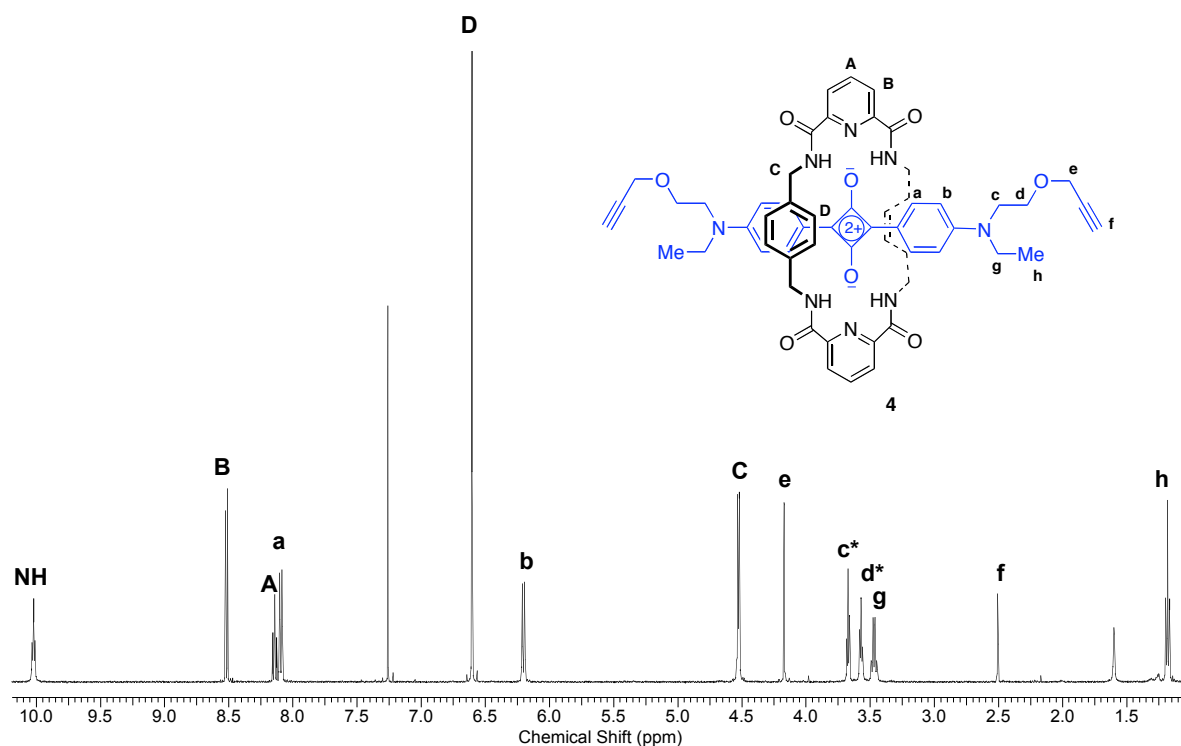 D
A
B
O
N
O
NH
HN
C
O
−
e
O
a
b
c
d
O
D
2+
N
N
f
Me
O
−
g
Me
h
NH
HN
O
N
O
4
B
a
A
NH
b
C
e
c*
d*
g
f
h
10.0 9.5 9.0 8.5 8.0 7.5 7.0 6.5 6.0 5.5 5.0 4.5 4.0 3.5 3.0 2.5 2.0 1.5
Chemical Shift (ppm)